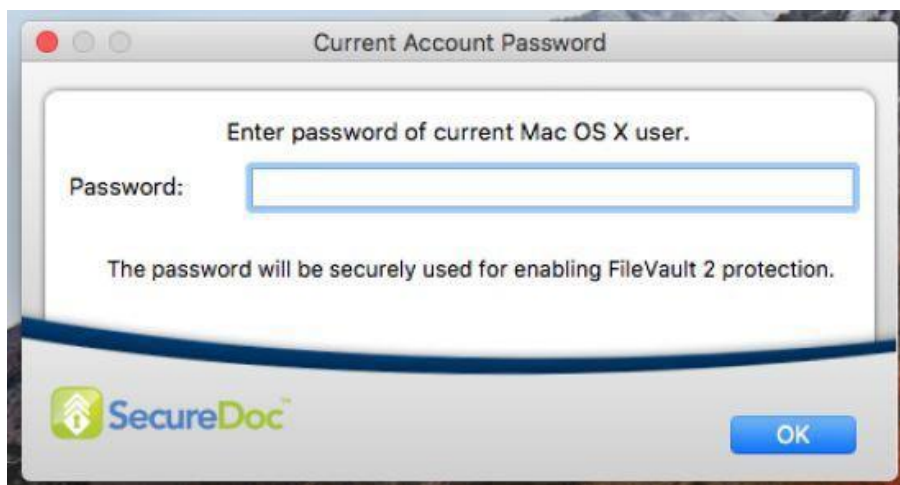 Current Account Password
Enter password of current Mac OS X user.
Password:
The password will be securely used for enabling FileVault 2 protection.
SecureDoc™
OK